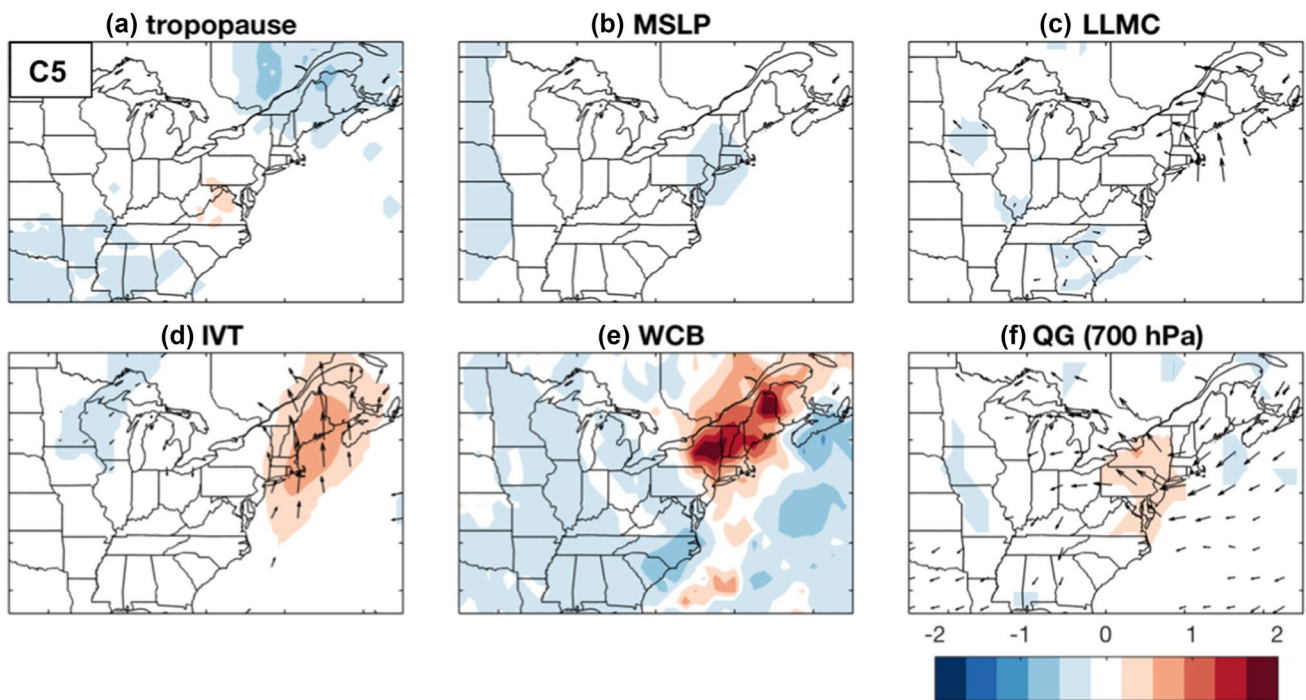 (a) tropopause
(b) MSLP
(c) LLMC
C5
(d) IVT
(e) WCB
(f) QG (700 hPa)
-2 -1 0 1 2